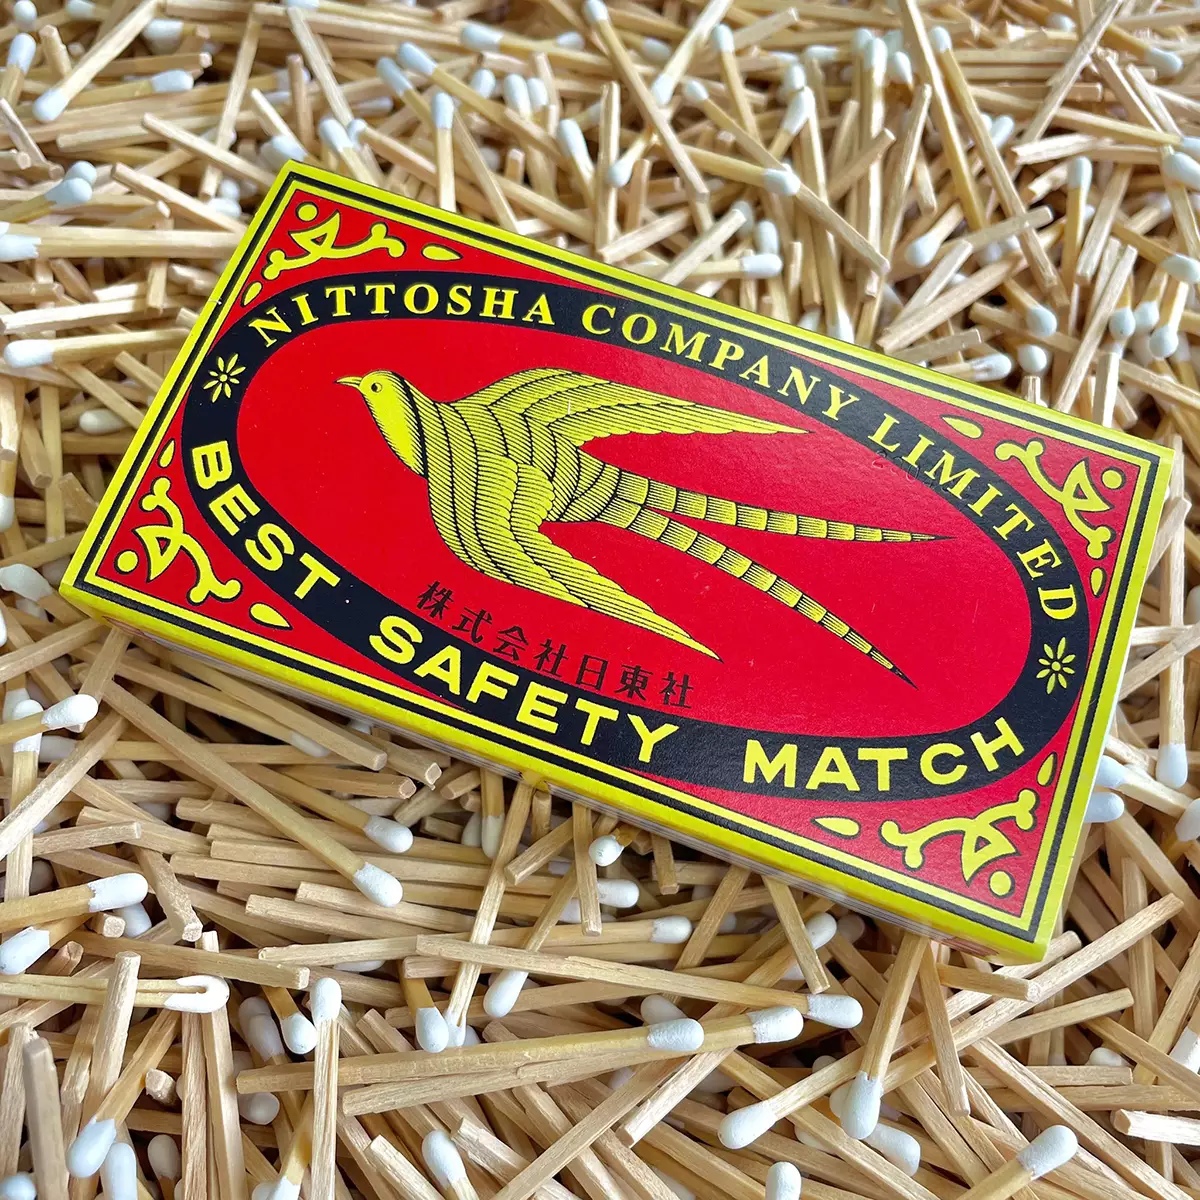 NITTOSHA COMPANY LIMITED
株式会社日東社
BEST SAFETY MATCH